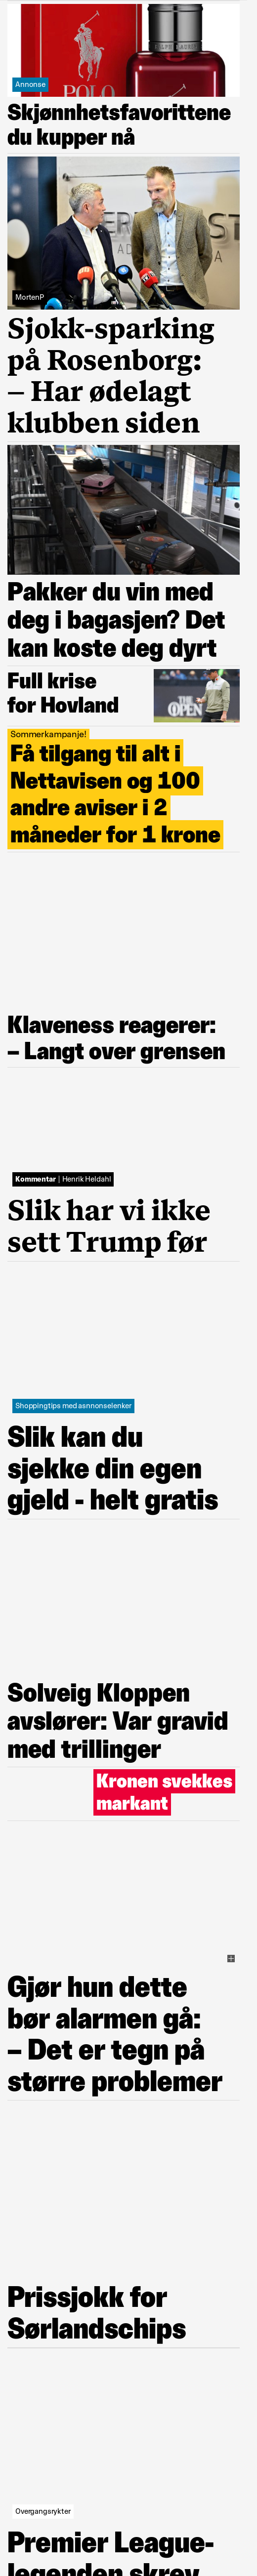 POLO
RALPH LAUREN
Annonse
Skjønnhetsfavorittene
du kupper nå
MortenP
Sjokk-sparking
på Rosenborg:
– Har ødelagt
klubben siden
Pakker du vin med
deg i bagasjen? Det
kan koste deg dyrt
Full krise
for Hovland
THE OPEN
Sommerkampanje!
Få tilgang til alt i
Nettavisen og 100
andre aviser i 2
måneder for 1 krone
Klaveness reagerer:
– Langt over grensen
Kommentar | Henrik Heldahl
Slik har vi ikke
sett Trump før
Shoppingtips med asnnonselenker
Slik kan du
sjekke din egen
gjeld - helt gratis
Solveig Kloppen
avslører: Var gravid
med trillinger
Kronen svekkes
markant
Gjør hun dette
bør alarmen gå:
– Det er tegn på
større problemer
Prissjokk for
Sørlandschips
Overgangsrykter
Premier League-
legenden skrev